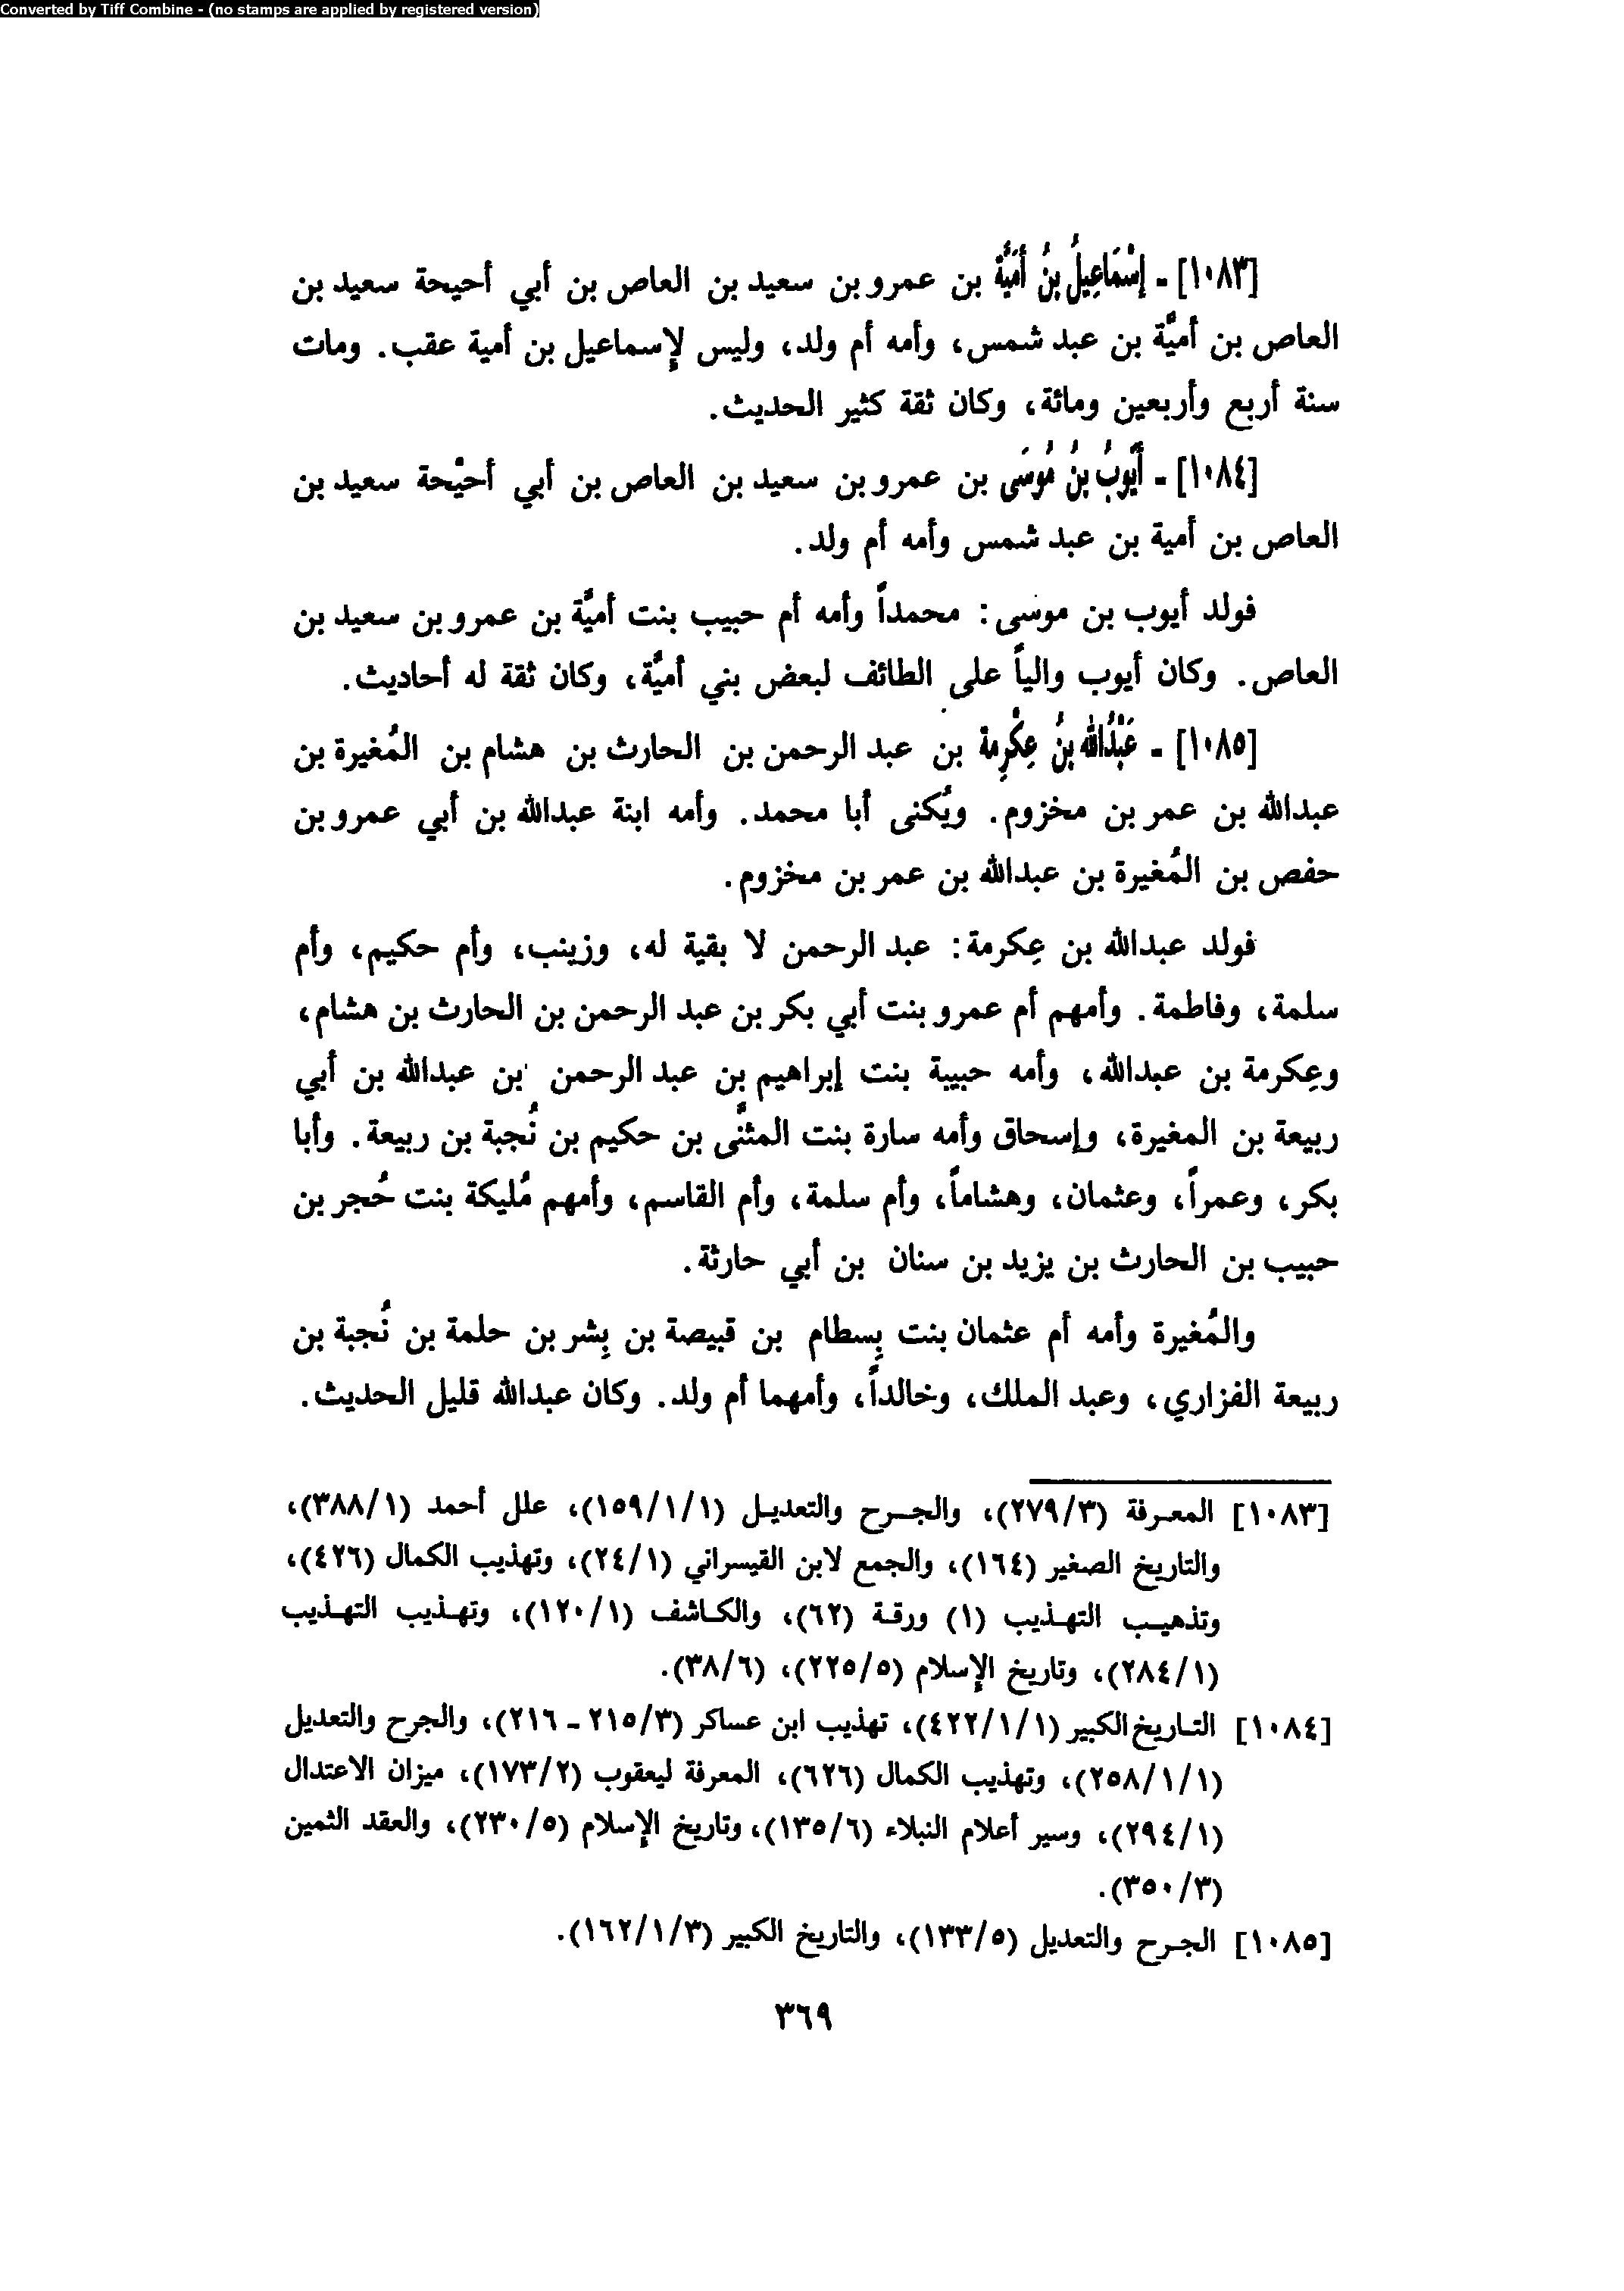 Converted by Tiff Combine - (no stamps are applied by registered version)
[١٠٨٣] - إسْمَاعِيلُ بنُ أمَيَّة بن عمرو بن سعيد بن العاص بن أبي أحيحة سعيد بن
العاص بن أميَّة بن عبد شمس، وأمه أم ولد، وليس لإسماعيل بن أمية عقب. ومات
سنة أربع وأربعين ومائة، وكان ثقة كثير الحديث.
[١٠٨٤] - أيُّوبُ بنُ مُوسَى بن عمرو بن سعيد بن العاص بن أبي أحيْحة سعيد بن
العاص بن أمية بن عبد شمس وأمه أم ولد.
فولد أيوب بن موسى: محمداً وأمه أم حبيب بنت أميَّة بن عمرو بن سعيد بن
العاص. وكان أيوب والياً على الطائف لبعض بني أميَّة، وكان ثقة له أحاديث.
[١٠٨٥] - عَبْدُالله بنُ عِكْرِمة بن عبد الرحمن بن الحارث بن هشام بن المُغيرة بن
عبدالله بن عمر بن مخزوم. ويُكنى أبا محمد. وأمه ابنة عبدالله بن أبي عمرو بن
حفص بن المُغيرة بن عبدالله بن عمر بن مخزوم.
فولد عبدالله بن عِكرمة: عبد الرحمن لا بقية له، وزينب، وأم حكيم، وأم
سلمة، وفاطمة. وأمهم أم عمرو بنت أبي بكر بن عبد الرحمن بن الحارث بن هشام،
وعِكرمة بن عبدالله، وأمه حبيبة بنت إبراهيم بن عبد الرحمن بن عبدالله بن أبي
ربيعة بن المغيرة، وإسحاق وأمه سارة بنت المثنَّى بن حكيم بن نُجبة بن ربيعة. وأبا
بكر، وعمراً، وعثمان، وهشاماً، وأم سلمة، وأم القاسم، وأمهم مُليكة بنت حُجر بن
حبيب بن الحارث بن يزيد بن سنان بن أبي حارثة.
والمُغيرة وأمه أم عثمان بنت بِسطام بن قبيصة بن بِشر بن حلمة بن نُجبة بن
ربيعة الفزاري، وعبد الملك، وخالداً، وأمهما أم ولد. وكان عبدالله قليل الحديث.
[١٠٨٣] المعرفة (٢٧٩/٣)، والجرح والتعديل (١٥٩/١/١)، علل أحمد (٣٨٨/١)،
والتاريخ الصغير (١٦٤)، والجمع لابن القيسراني (٢٤/١)، وتهذيب الكمال (٤٢٦)،
وتذهيب التهذيب (١) ورقة (٦٢)، والكاشف (١٢٠/١)، وتهذيب التهذيب
(٢٨٤/١)، وتاريخ الإسلام (٢٢٥/٥)، (٣٨/٦).
[١٠٨٤] التاريخ الكبير (٤٢٢/١/١)، تهذيب ابن عساكر (٢١٥/٣ - ٢١٦)، والجرح والتعديل
(٢٥٨/١/١)، وتهذيب الكمال (٦٢٦)، المعرفة ليعقوب (١٧٣/٢)، ميزان الاعتدال
(٢٩٤/١)، وسير أعلام النبلاء (١٣٥/٦)، وتاريخ الإسلام (٢٣٠/٥)، والعقد الثمين
(٣٥٠/٣).
[١٠٨٥] الجرح والتعديل (١٣٣/٥)، والتاريخ الكبير (١٦٢/١/٣).
٣٦٩